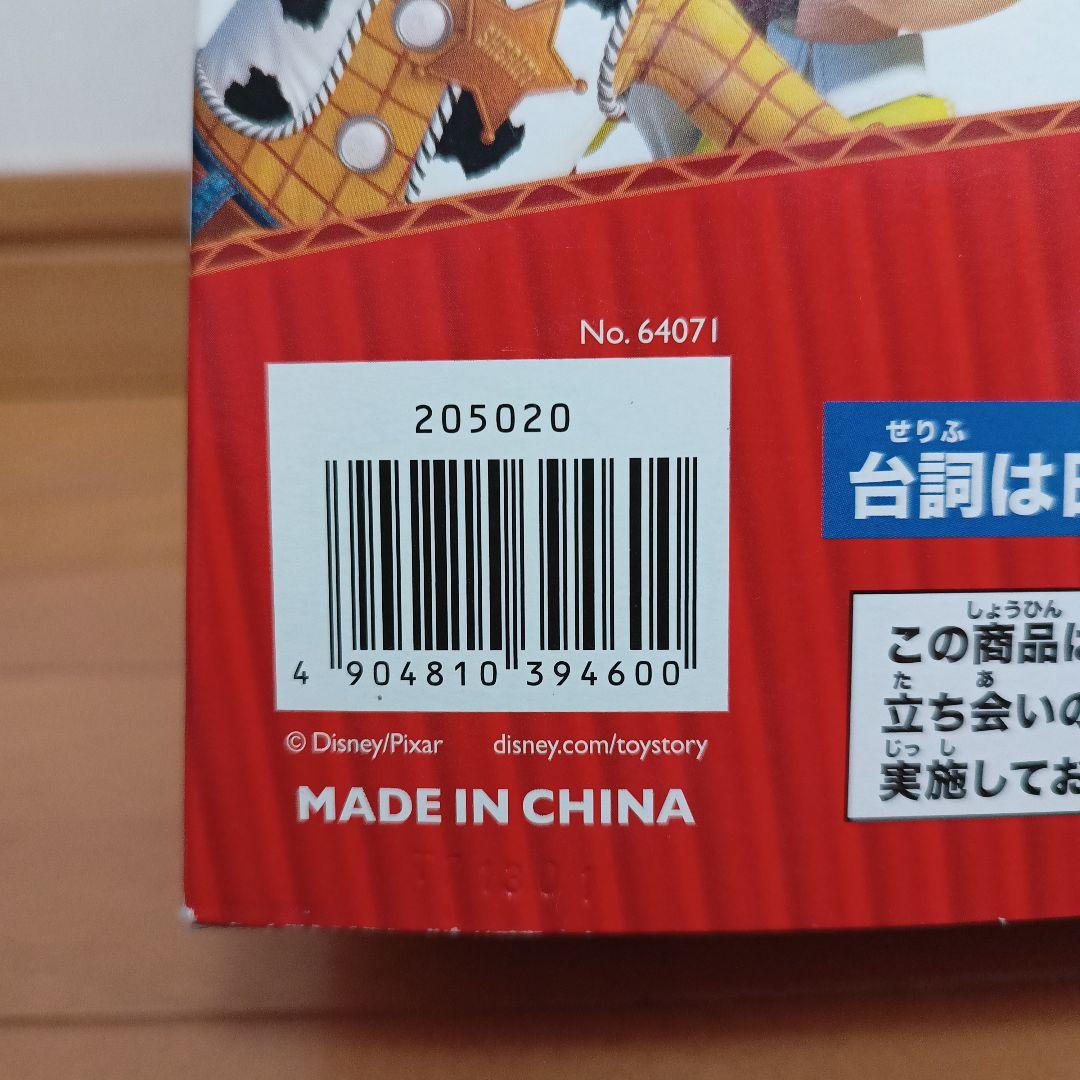 No. 64071
205020
4 904810 394600
© Disney/Pixar disney.com/toystory
MADE IN CHINA
せりふ
台詞は
しょうひん
この商品は
た あ
立ち会いの
じっ し
実施してお